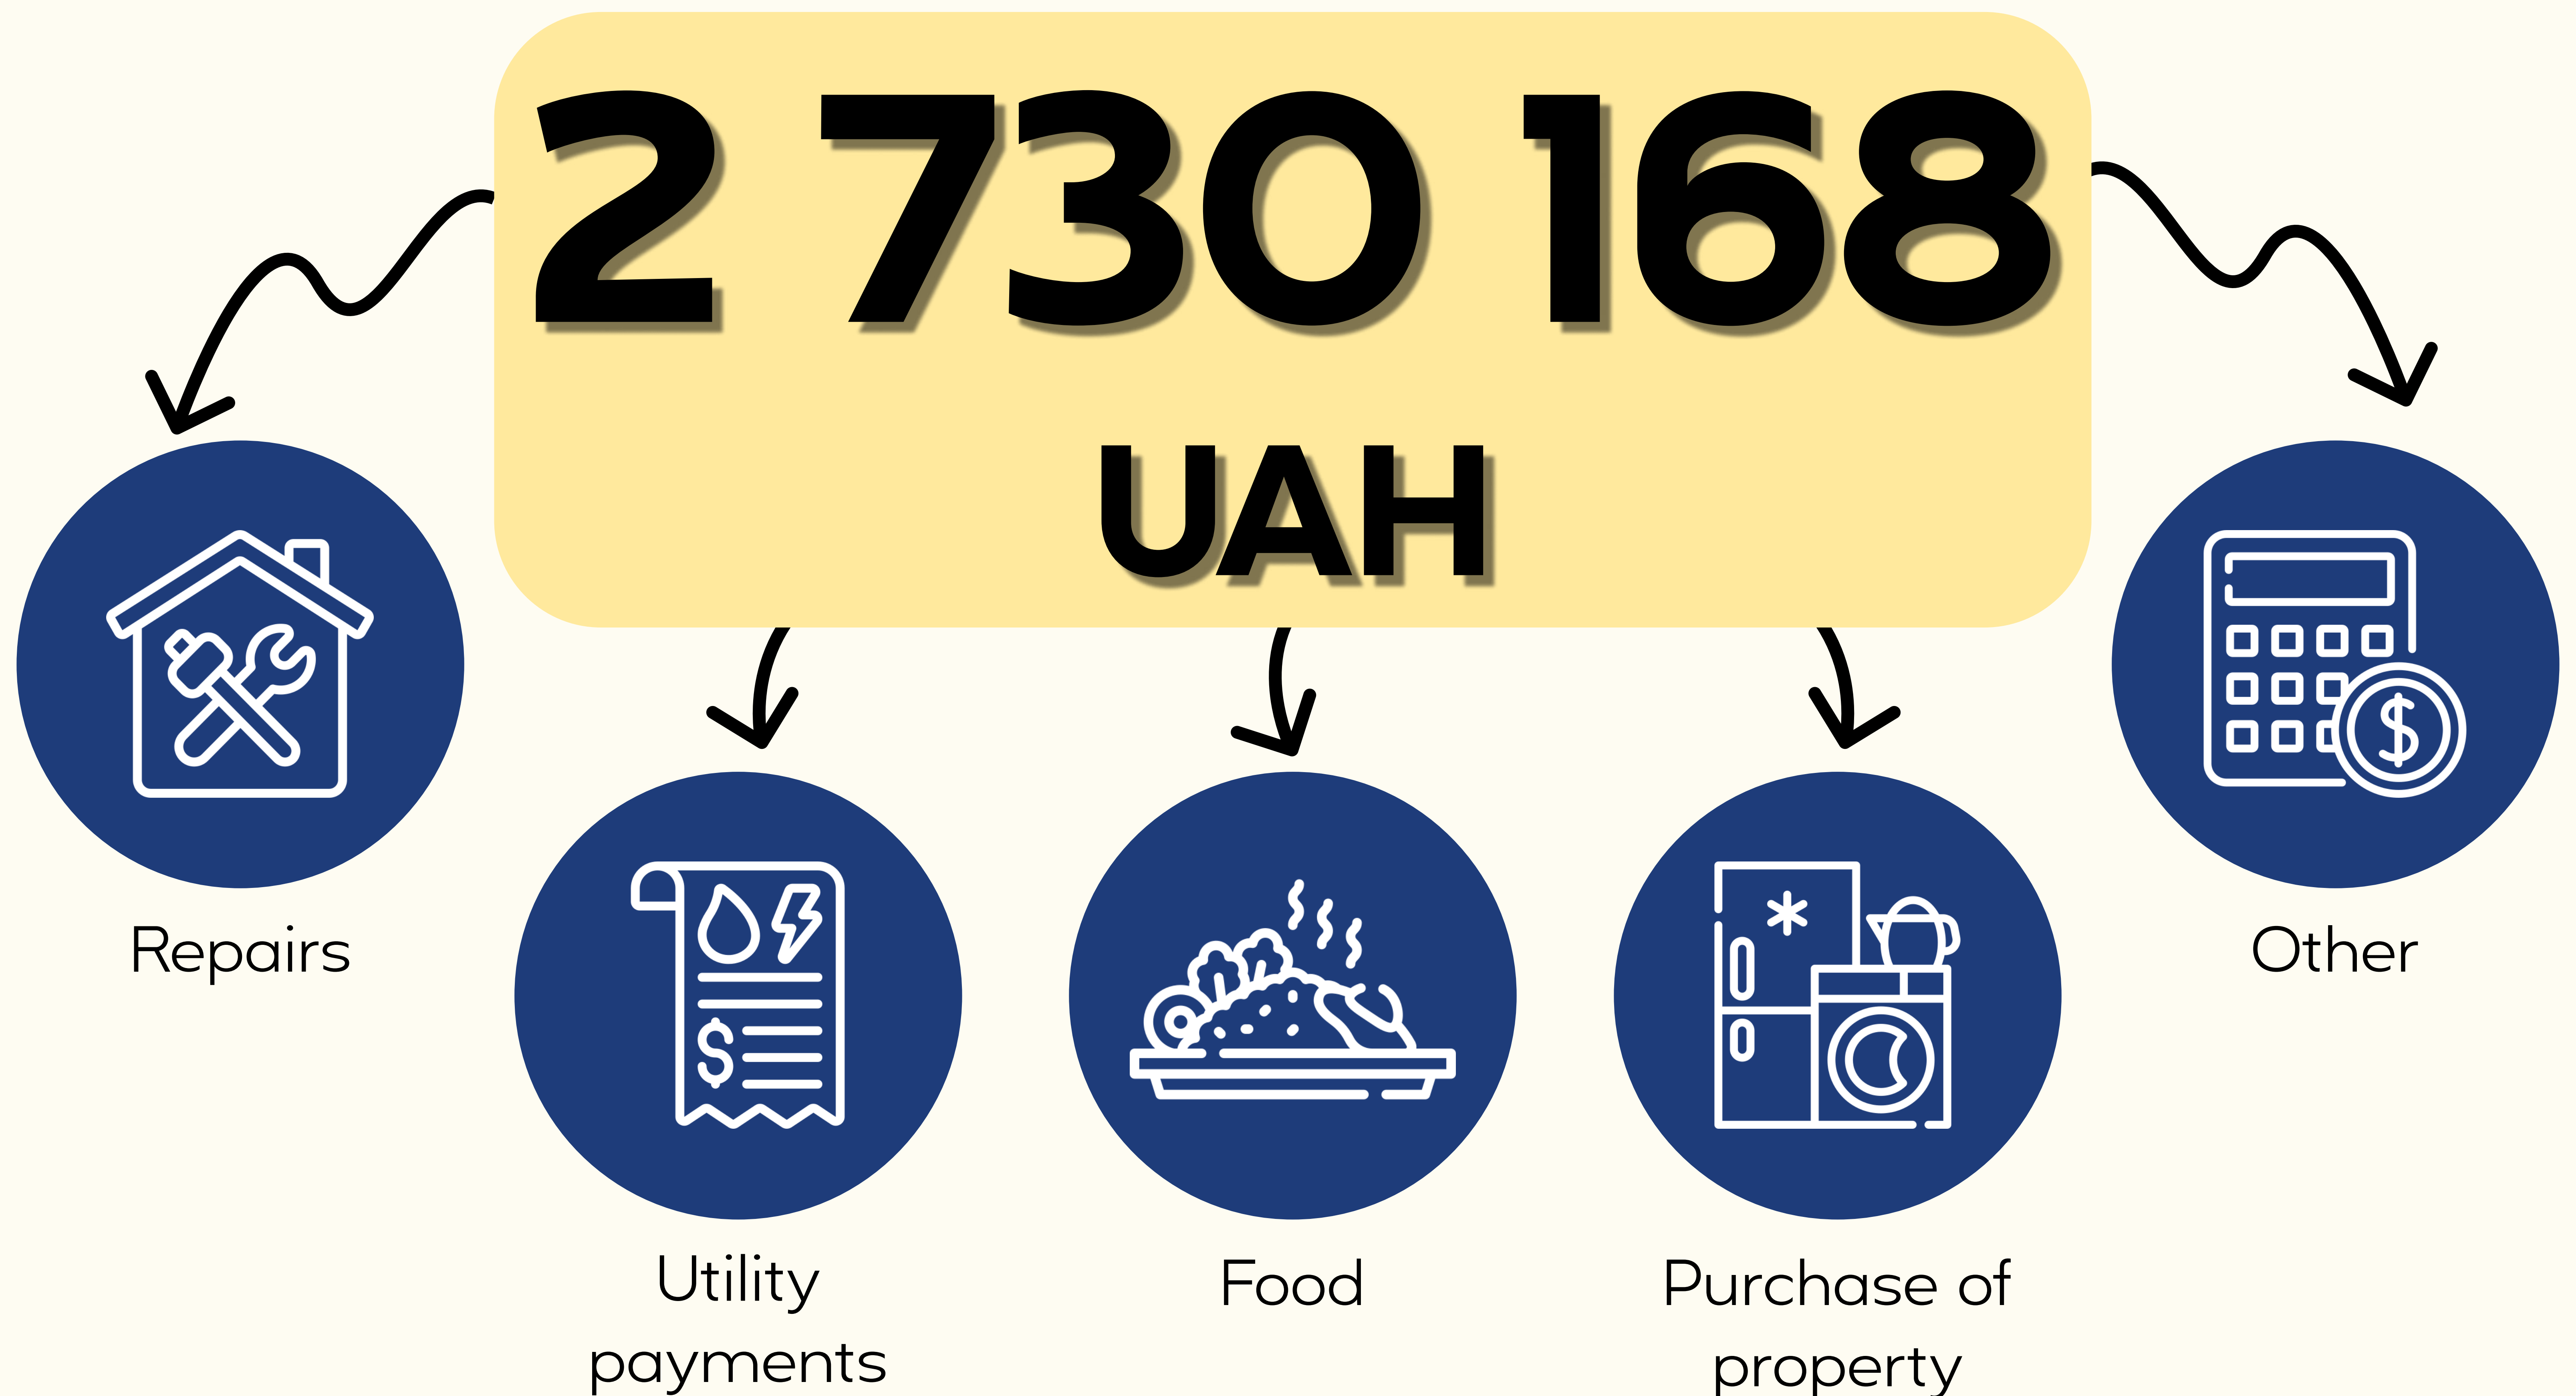 2 730 168
UAH
Repairs
Other
Utility
payments
Food
Purchase of
property